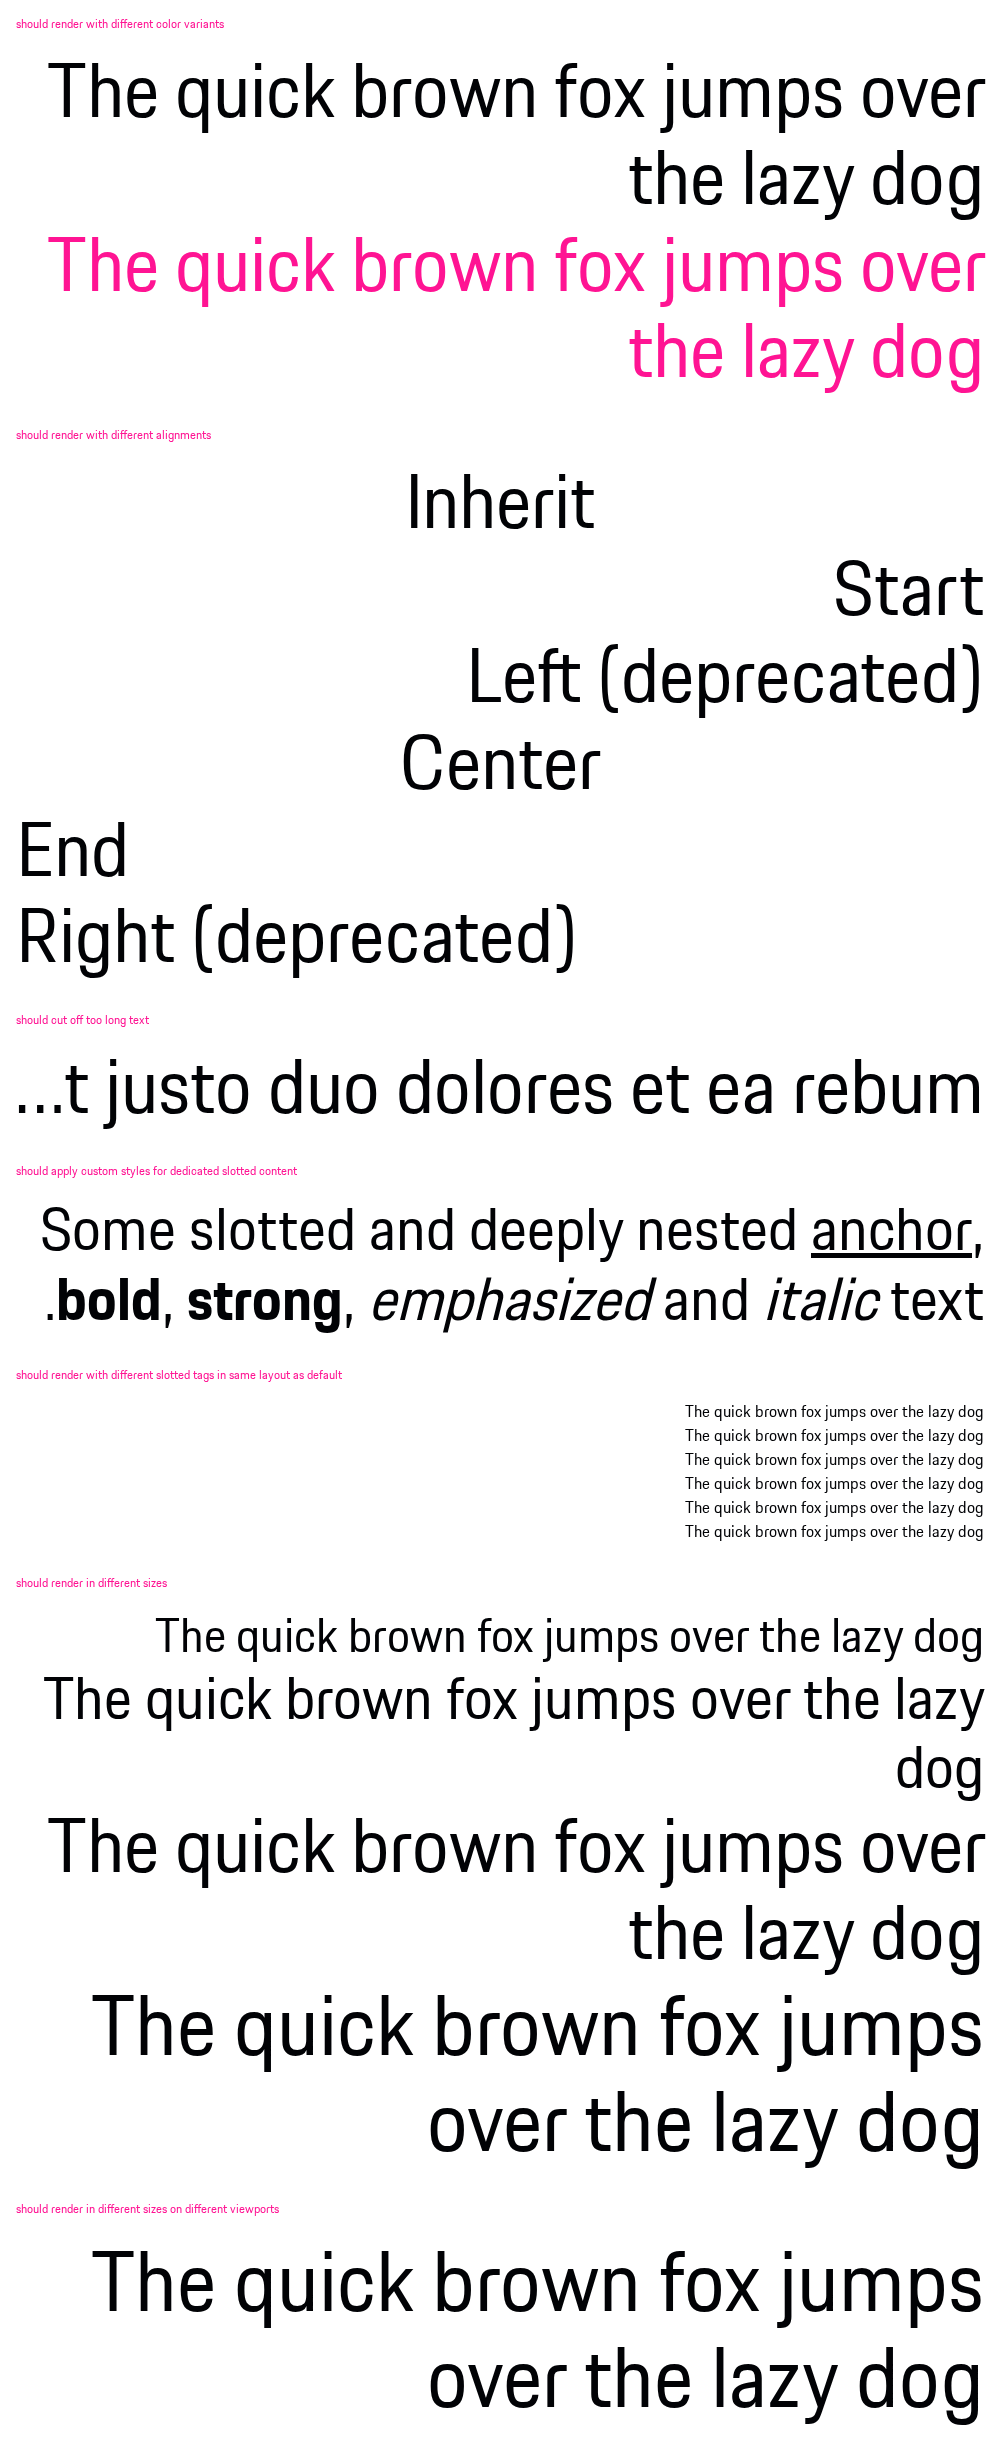 should render with different color variants
The quick brown fox jumps over
the lazy dog
The quick brown fox jumps over
the lazy dog
should render with different alignments
Inherit
Start
Left (deprecated)
Center
End
Right (deprecated)
should cut off too long text
...t justo duo dolores et ea rebum
should apply custom styles for dedicated slotted content
Some slotted and deeply nested anchor,
.bold, strong, emphasized and italic text
should render with different slotted tags in same layout as default
The quick brown fox jumps over the lazy dog
The quick brown fox jumps over the lazy dog
The quick brown fox jumps over the lazy dog
The quick brown fox jumps over the lazy dog
The quick brown fox jumps over the lazy dog
The quick brown fox jumps over the lazy dog
should render in different sizes
The quick brown fox jumps over the lazy dog
The quick brown fox jumps over the lazy
dog
The quick brown fox jumps over
the lazy dog
The quick brown fox jumps
over the lazy dog
should render in different sizes on different viewports
The quick brown fox jumps
over the lazy dog